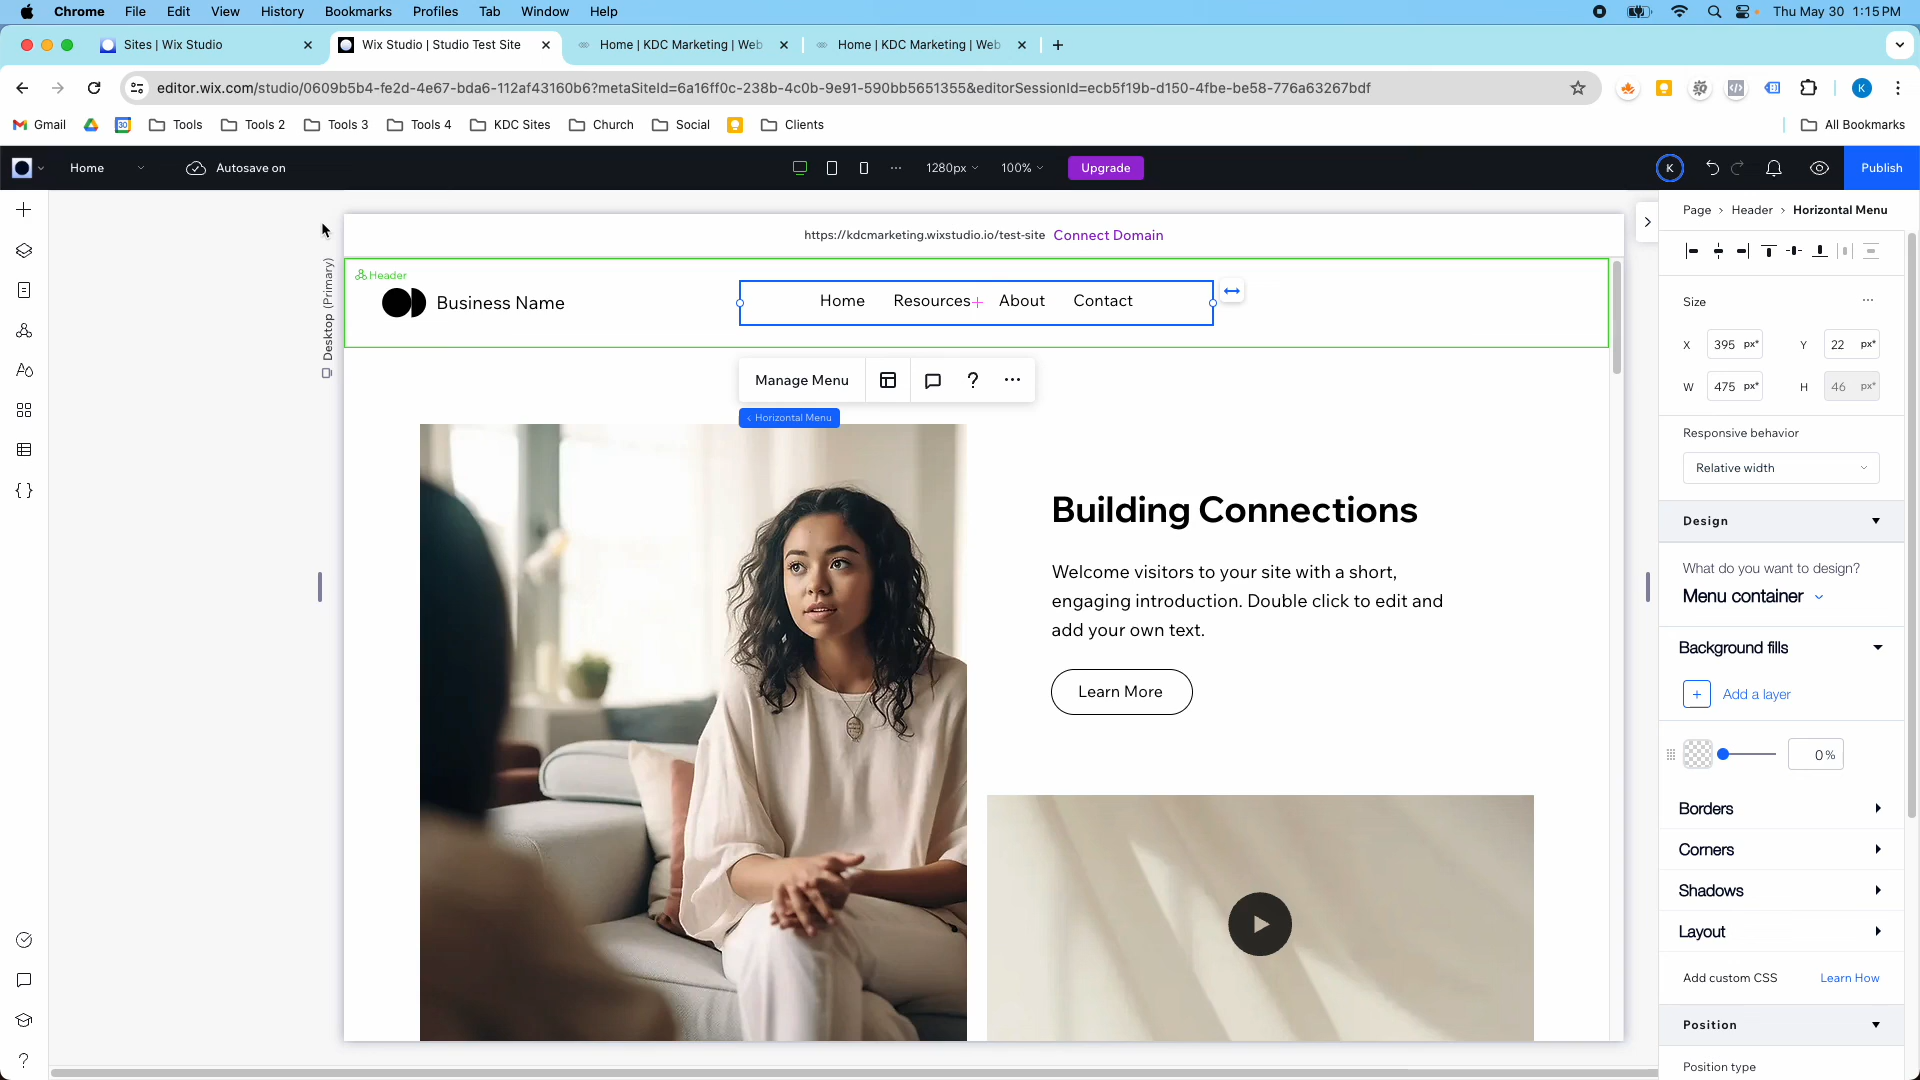 Chrome File Edit View History Bookmarks Profiles Tab Window Help Thu May 30 1:15 PM
Sites | Wix Studio Wix Studio | Studio Test Site Home | KDC Marketing | Web Home | KDC Marketing | Web
editor.wix.com/studio/0609b5b4-fe2d-4e67-bda6-112af43160b6?metaSiteId=6a16ff0c-238b-4c0b-9e91-590bb5651355&editorSessionId=ecb5f19b-d150-4fbe-be58-776a63267bdf K
Gmail 30 Tools Tools 2 Tools 3 Tools 4 KDC Sites Church Social Clients All Bookmarks
Home Autosave on 1280px 100% Upgrade K Publish
Page > Header > Horizontal Menu
https://kdcmarketing.wixstudio.io/test-site Connect Domain
Desktop (Primary)
Header
Business Name Home Resources About Contact
Manage Menu
< Horizontal Menu
Building Connections
Welcome visitors to your site with a short,
engaging introduction. Double click to edit and
add your own text.
Learn More
Size
X 395 px* Y 22 px*
W 475 px* H 46 px*
Responsive behavior
Relative width
Design
What do you want to design?
Menu container
Background fills
+ Add a layer
0%
Borders
Corners
Shadows
Layout
Add custom CSS Learn How
Position
Position type